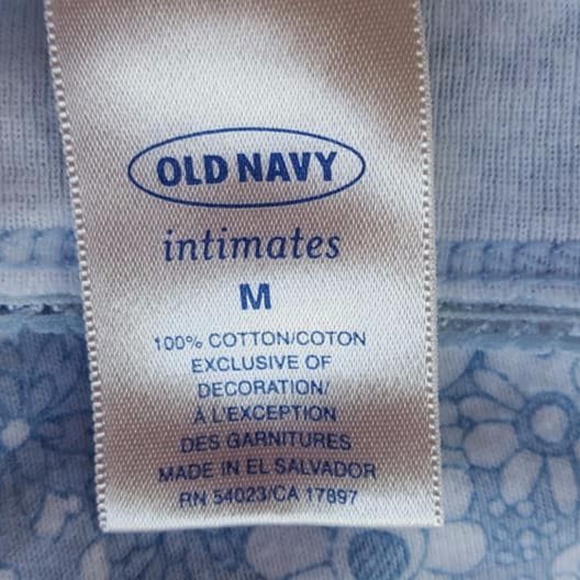 OLD NAVY
intimates
M
100% COTTON/COTON
EXCLUSIVE OF
DECORATION/
À L'EXCEPTION
DES GARNITURES
MADE IN EL SALVADOR
RN 54023/CA 17897